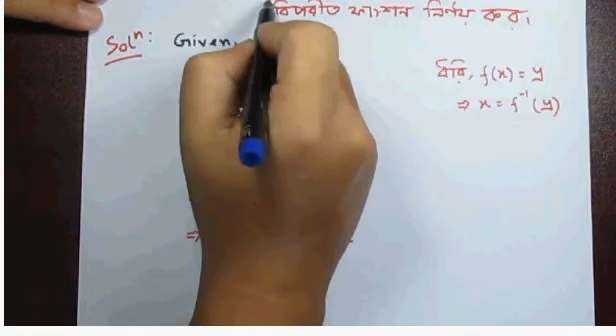 বিপরীত ফাংশন নির্ণয় কর।
Solⁿ: Given,
ধরি, f(x) = y
⇒ x = f⁻¹(y)
⇒